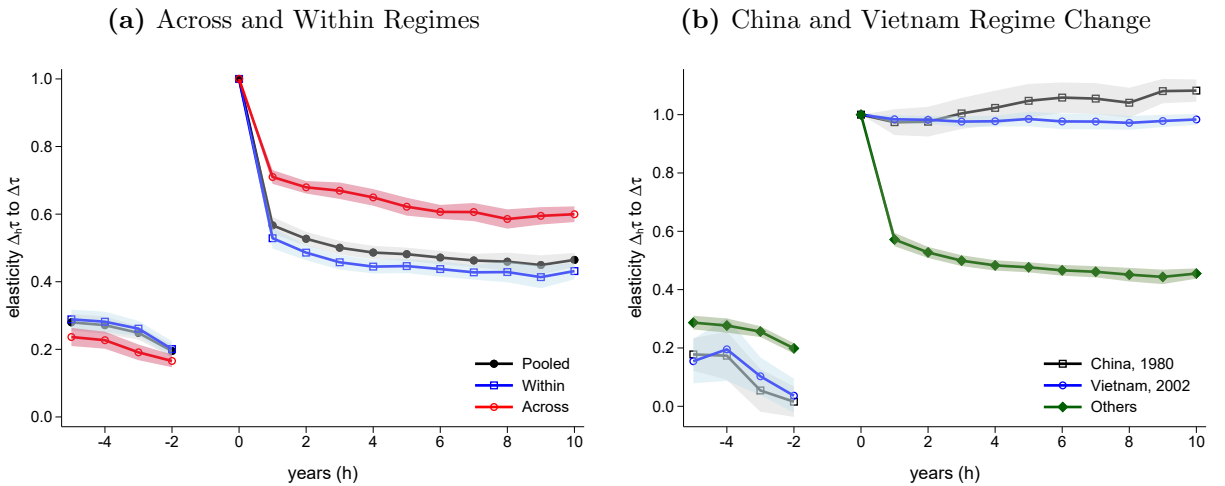 (a) Across and Within Regimes
1.0
0.8
0.6
0.4
0.2
0.0
elasticity Δₕτ to Δτ
-4
-2
0
2
4
6
8
10
years (h)
Pooled
Within
Across
(b) China and Vietnam Regime Change
1.0
0.8
0.6
0.4
0.2
0.0
elasticity Δₕτ to Δτ
-4
-2
0
2
4
6
8
10
years (h)
China, 1980
Vietnam, 2002
Others